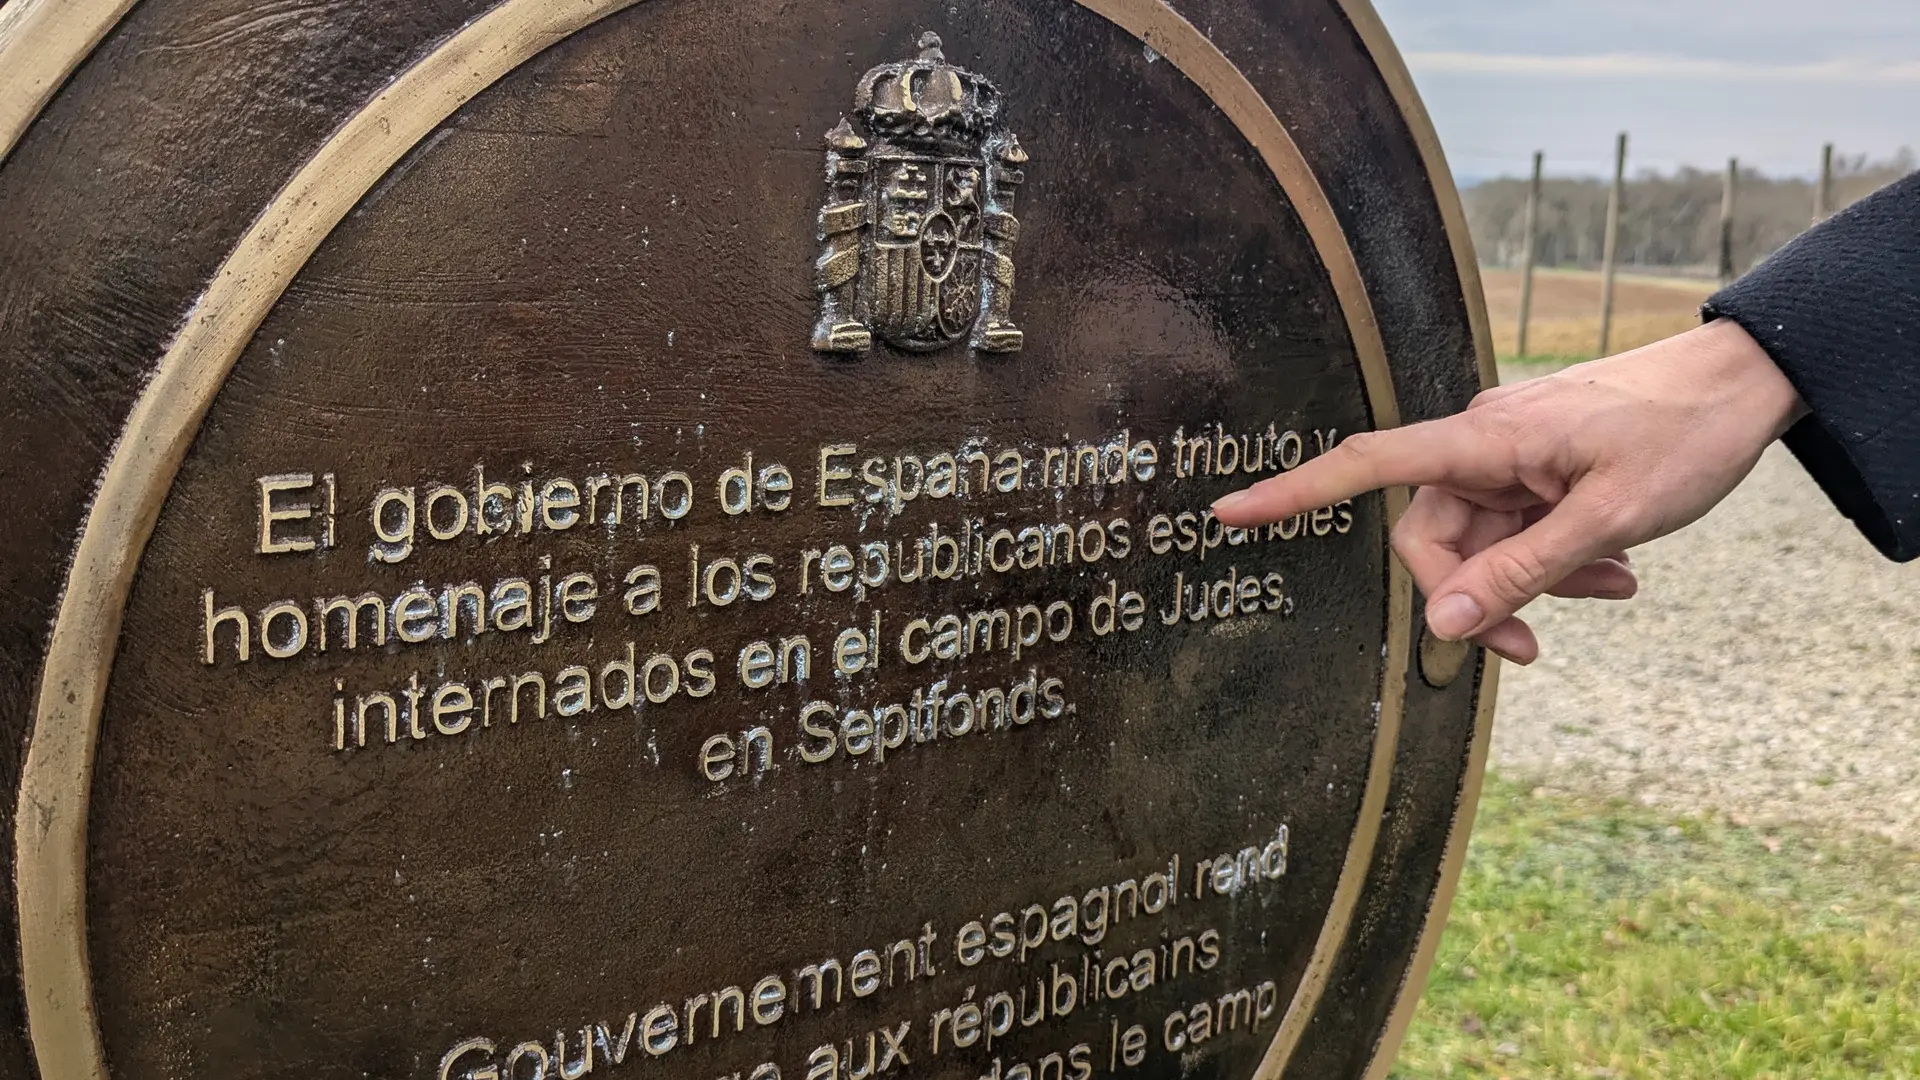 El gobierno de España rinde tributo y
homenaje a los republicanos españoles
internados en el campo de Judes,
en Septfonds.
Gouvernement espagnol rend
aux républicains
dans le camp